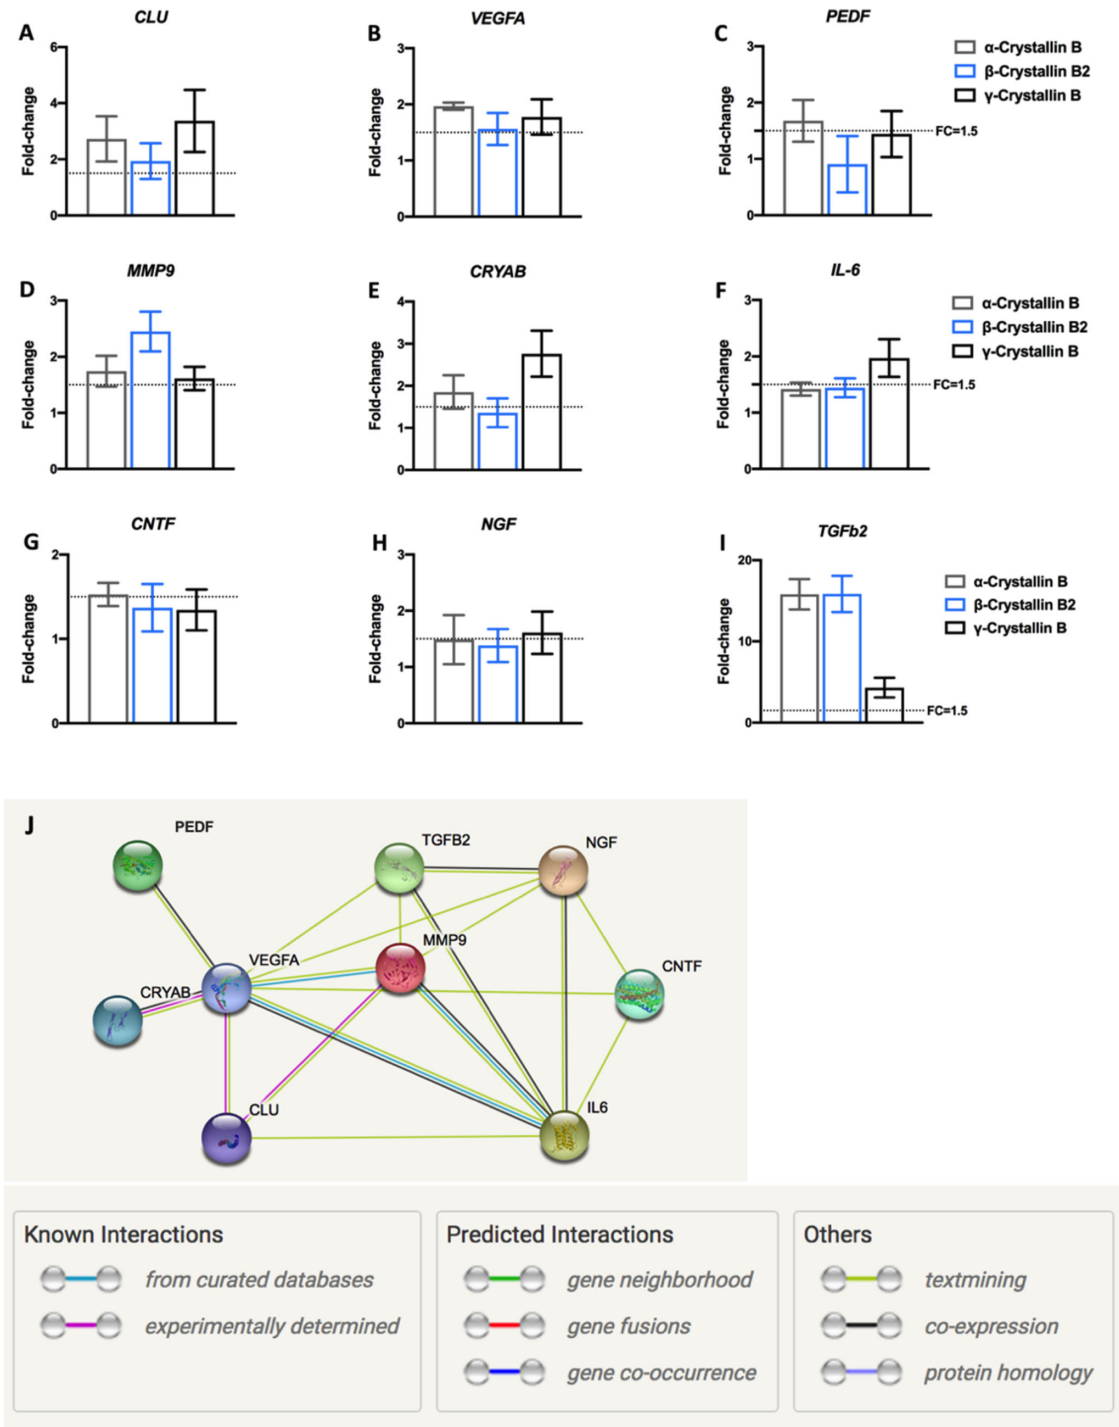 A
CLU
Fold-change
6
4
2
0
B
VEGFA
Fold-change
3
2
1
0
C
PEDF
Fold-change
3
2
1
0
FC=1.5
α-Crystallin B
β-Crystallin B2
γ-Crystallin B
D
MMP9
Fold-change
3
2
1
0
E
CRYAB
Fold-change
4
3
2
1
0
F
IL-6
Fold-change
3
2
1
0
FC=1.5
α-Crystallin B
β-Crystallin B2
γ-Crystallin B
G
CNTF
Fold-change
2
1
0
H
NGF
Fold-change
3
2
1
0
I
TGFb2
Fold-change
20
10
0
FC=1.5
α-Crystallin B
β-Crystallin B2
γ-Crystallin B
J
PEDF
TGFB2
NGF
MMP9
VEGFA
CNTF
CRYAB
CLU
IL6
Known Interactions
from curated databases
experimentally determined
Predicted Interactions
gene neighborhood
gene fusions
gene co-occurrence
Others
textmining
co-expression
protein homology